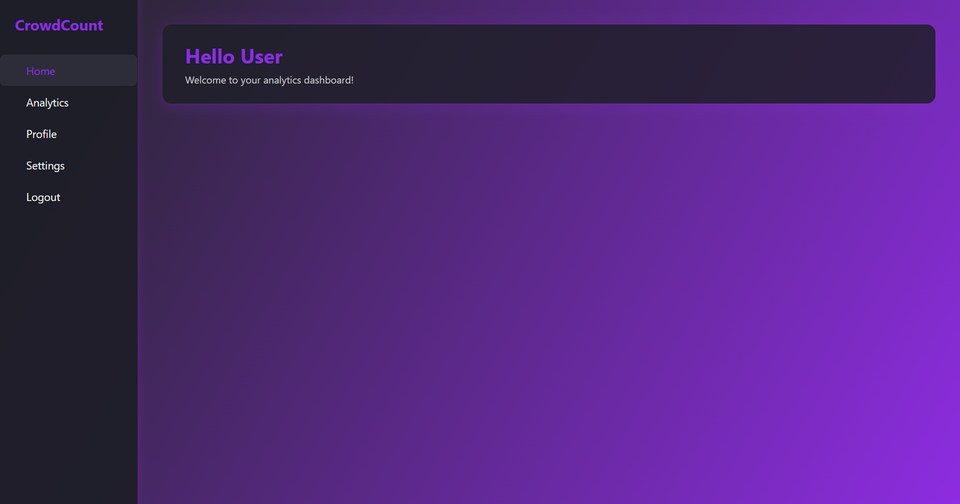 CrowdCount
Home
Analytics
Profile
Settings
Logout
Hello User
Welcome to your analytics dashboard!